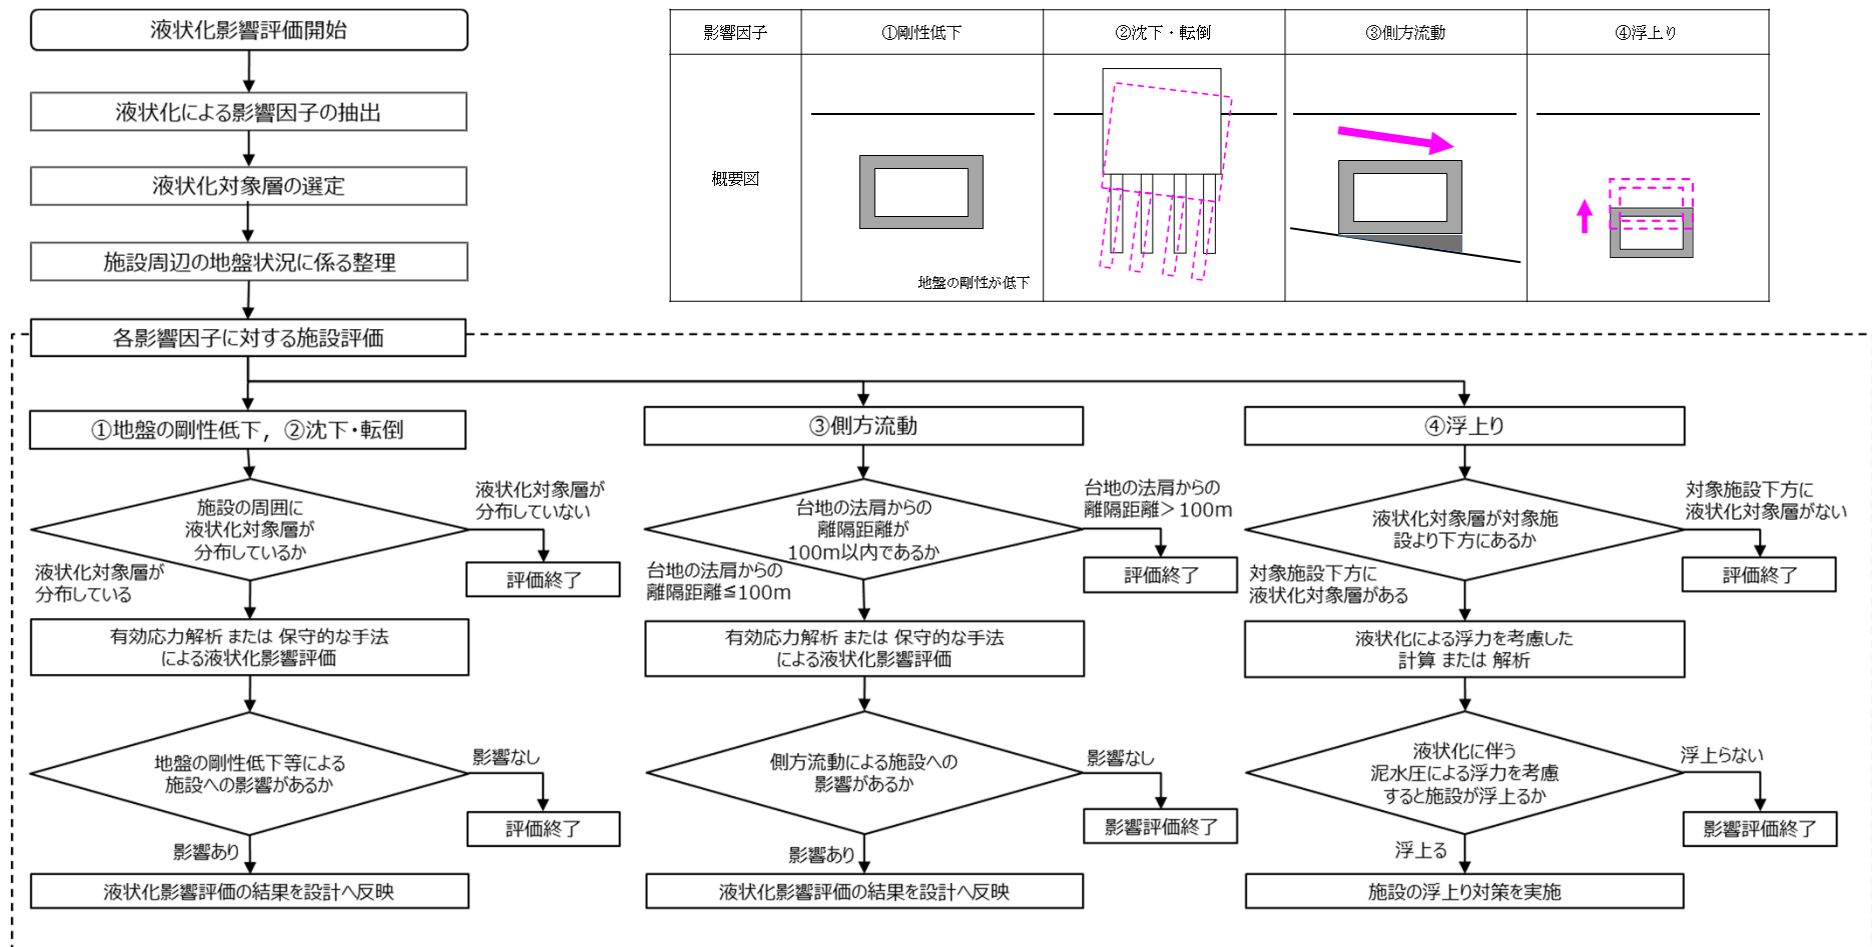 液状化影響評価開始
液状化による影響因子の抽出
液状化対象層の選定
施設周辺の地盤状況に係る整理
各影響因子に対する施設評価
影響因子
①剛性低下
②沈下・転倒
③側方流動
④浮上り
概要図
地盤の剛性が低下
①地盤の剛性低下，②沈下・転倒
施設の周囲に
液状化対象層が
分布しているか
液状化対象層が
分布していない
評価終了
液状化対象層が
分布している
有効応力解析 または 保守的な手法
による液状化影響評価
地盤の剛性低下等による
施設への影響があるか
影響なし
評価終了
影響あり
液状化影響評価の結果を設計へ反映
③側方流動
台地の法肩からの
離隔距離が
100m以内であるか
台地の法肩からの
離隔距離＞100m
評価終了
台地の法肩からの
離隔距離≦100m
有効応力解析 または 保守的な手法
による液状化影響評価
側方流動による施設への
影響があるか
影響なし
影響評価終了
影響あり
液状化影響評価の結果を設計へ反映
④浮上り
液状化対象層が対象施
設より下方にあるか
対象施設下方に
液状化対象層がない
評価終了
対象施設下方に
液状化対象層がある
液状化による浮力を考慮した
計算 または 解析
液状化に伴う
泥水圧による浮力を考慮
すると施設が浮上るか
浮上らない
影響評価終了
浮上る
施設の浮上り対策を実施